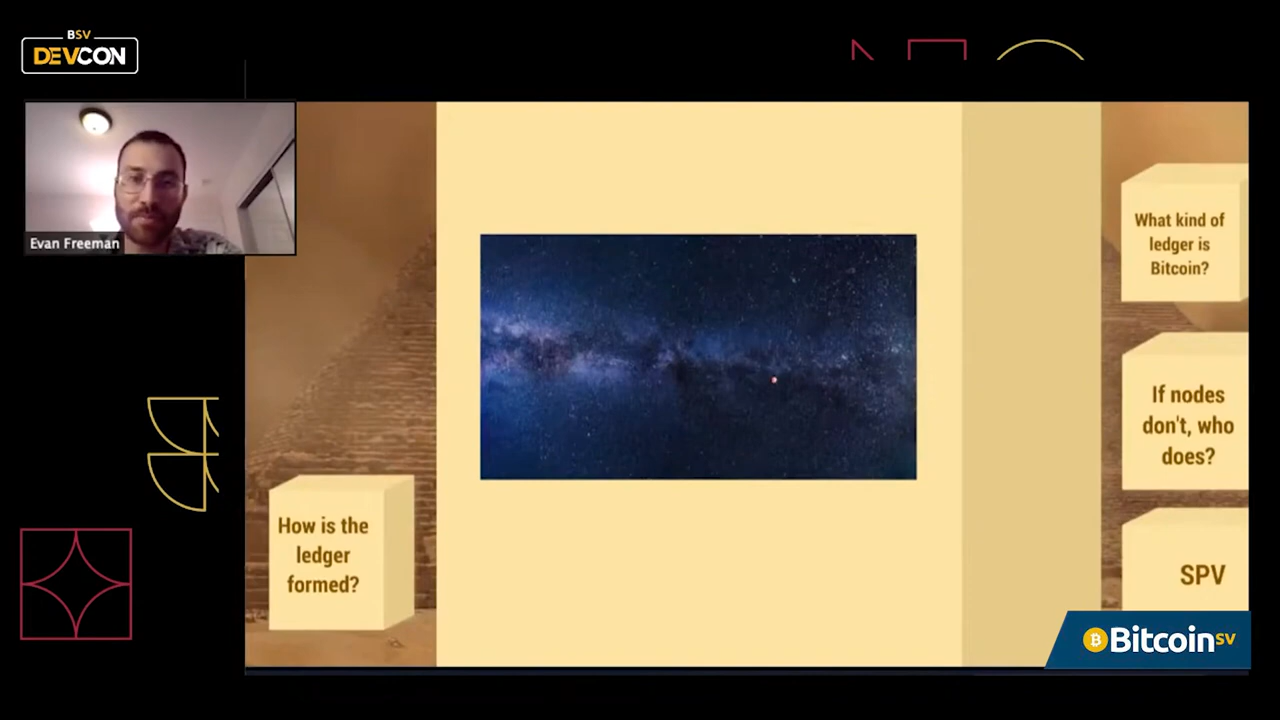 BSV
DEVCON
Evan Freeman
What kind of
ledger is
Bitcoin?
If nodes
don't, who
does?
How is the
ledger
formed?
SPV
Bitcoin SV